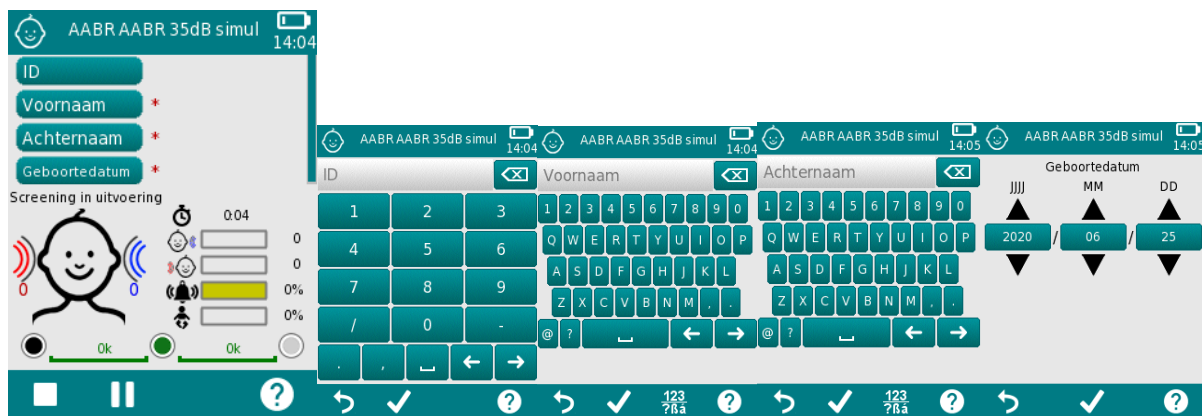 AABR AABR 35dB simul
14:04
ID
Voornaam *
Achternaam *
Geboortedatum *
Screening in uitvoering
0:04
0
0
0 0 0%
0%
0k 0k
?
AABR AABR 35dB simul
14:04
ID
1 2 3
4 5 6
7 8 9
/ 0 -
. ,
?
AABR AABR 35dB simul
14:04
Voornaam
1 2 3 4 5 6 7 8 9 0
Q W E R T Y U I O P
A S D F G H J K L
Z X C V B N M , .
@ ?
123
?ßá
?
AABR AABR 35dB simul
14:05
Achternaam
1 2 3 4 5 6 7 8 9 0
Q W E R T Y U I O P
A S D F G H J K L
Z X C V B N M , .
@ ?
123
?ßá
?
AABR AABR 35dB simul
14:05
Geboortedatum
JJJJ MM DD
2020 / 06 / 25
?